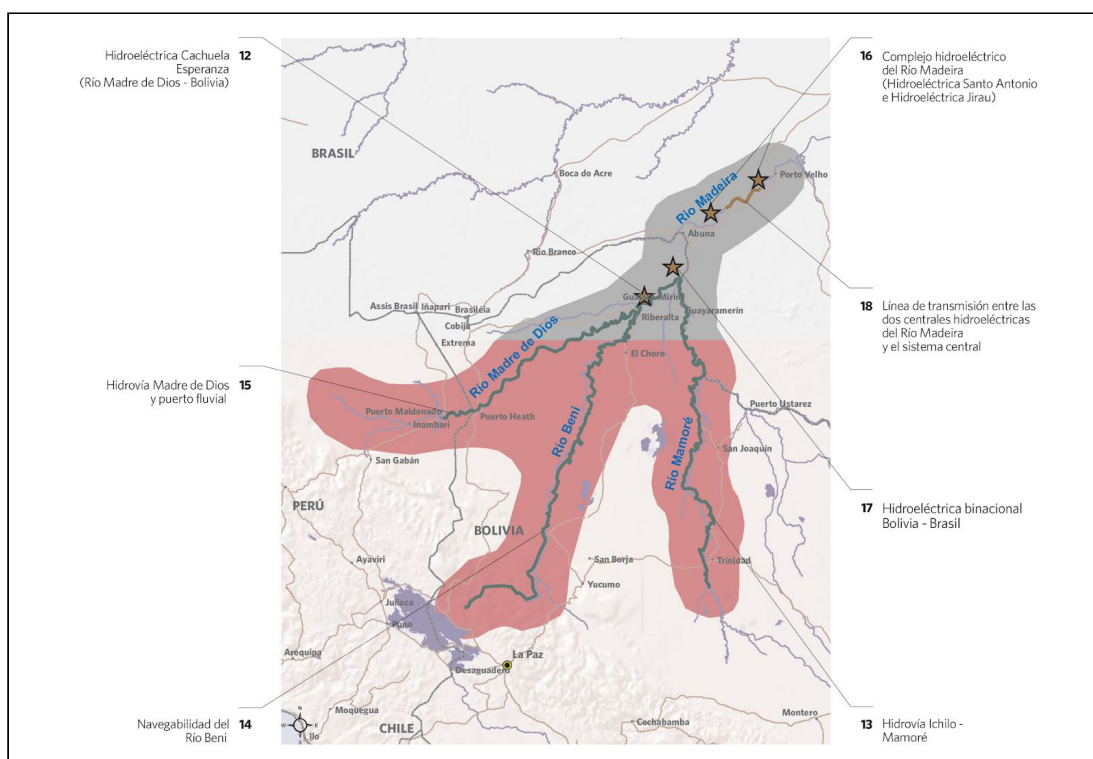 Hidroeléctrica Cachuela 12
Esperanza
(Río Madre de Dios - Bolivia)
16 Complejo hidroeléctrico
del Río Madeira
(Hidroeléctrica Santo Antonio
e Hidroeléctrica Jirau)
BRASIL
Boca do Acre
Porto Velho
Río Madeira
Abuna
Río Branco
Guajará Mirim
Assis Brasil
Iñapari
Brasiléia
Cobija
Riberalta
Guayaramerín
Extrema
18 Línea de transmisión entre las
dos centrales hidroeléctricas
del Río Madeira
y el sistema central
El Choro
Río Madre de Dios
Hidrovía Madre de Dios 15
y puerto fluvial
Puerto Maldonado
Puerto Heath
Inambari
Puerto Ustarez
Río Beni
Río Mamoré
San Joaquín
San Gabán
PERÚ
17 Hidroeléctrica binacional
Bolivia - Brasil
BOLIVIA
Ayaviri
San Borja
Trinidad
Yucumo
Juliaca
Puno
Arequipa
La Paz
Desaguadero
Moquegua
Navegabilidad del 14
Río Beni
CHILE
Cochabamba
Montero
13 Hidrovía Ichilo -
Mamoré
N
W
E
S
Ilo